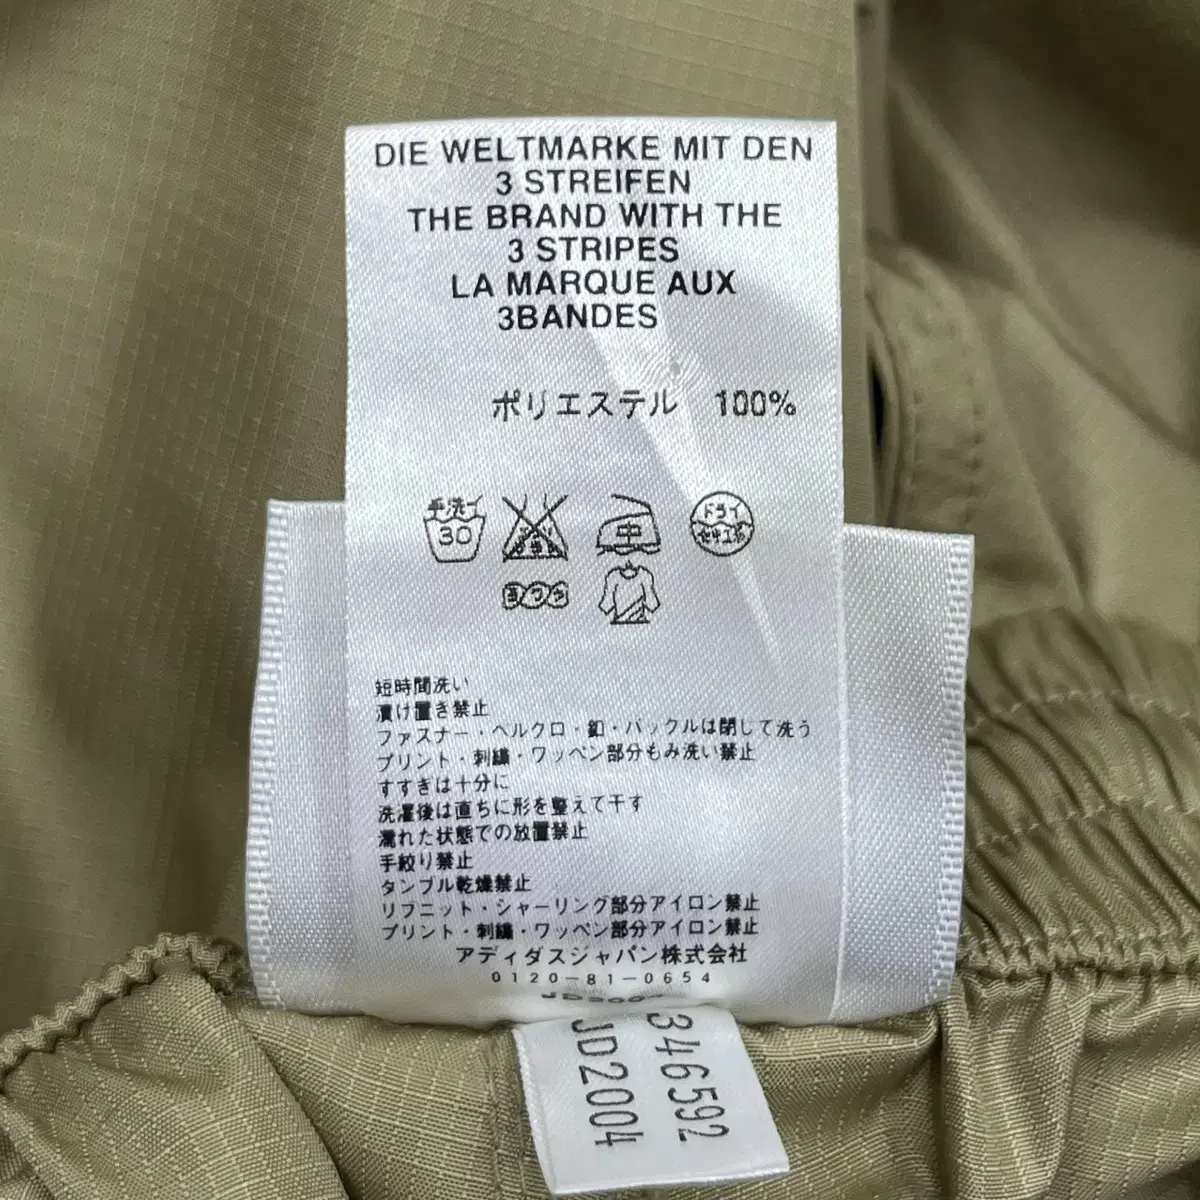 DIE WELTMARKE MIT DEN
3 STREIFEN
THE BRAND WITH THE
3 STRIPES
LA MARQUE AUX
3BANDES
ポリエステル 100%
手洗イ
30
中
ドライ
セキユ系
ヨワク
短時間洗い
漬け置き禁止
ファスナー・ベルクロ・釦・バックルは閉して洗う
プリント・刺繍・ワッペン部分もみ洗い禁止
すすぎは十分に
洗濯後は直ちに形を整えて干す
濡れた状態での放置禁止
手絞り禁止
タンブル乾燥禁止
リブニット・シャーリング部分アイロン禁止
プリント・刺繍・ワッペン部分アイロン禁止
アディダスジャパン株式会社
0120-81-0654
346592
JD2004